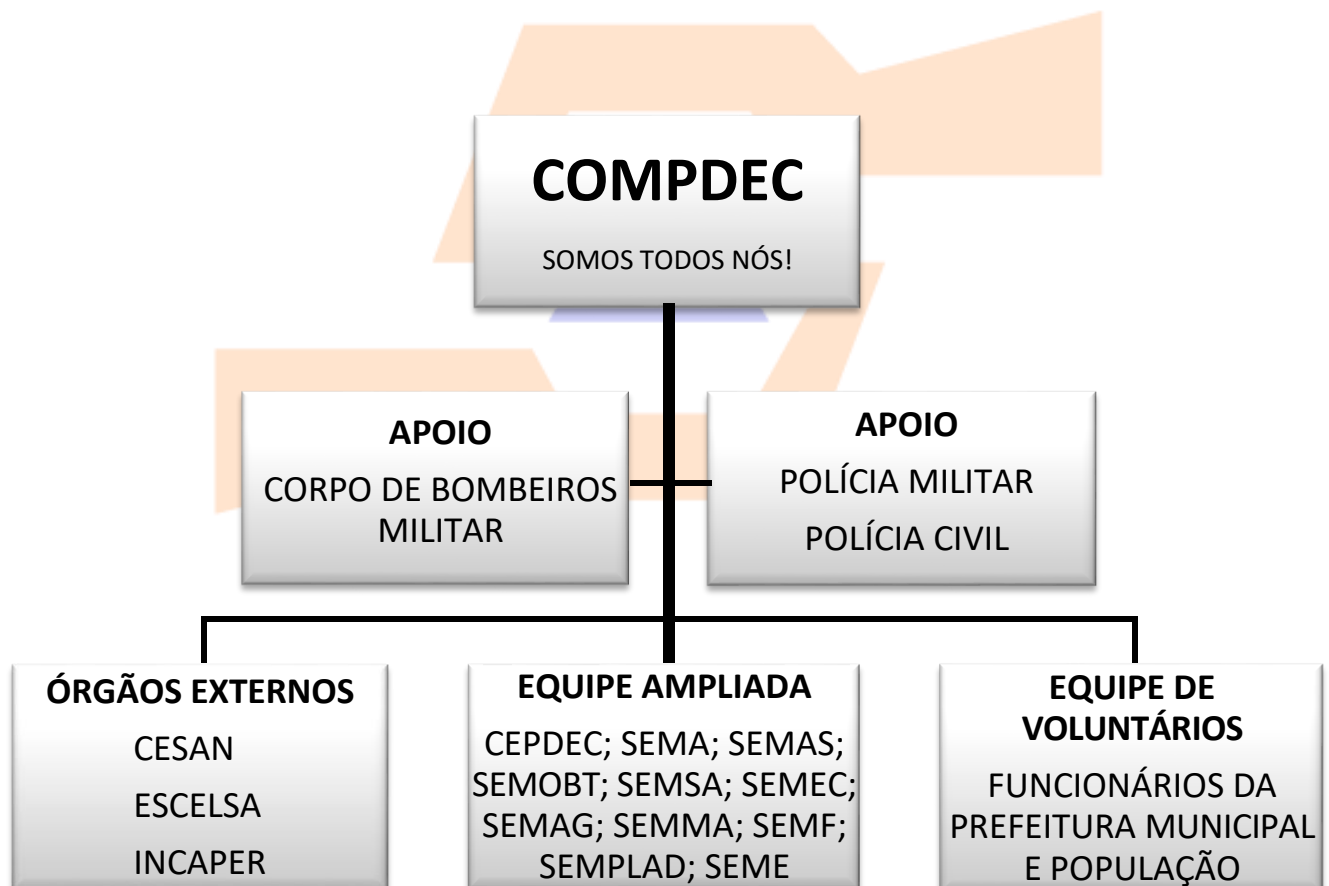 COMPDEC
SOMOS TODOS NÓS!
APOIO
CORPO DE BOMBEIROS
MILITAR
APOIO
POLÍCIA MILITAR
POLÍCIA CIVIL
ÓRGÃOS EXTERNOS
CESAN
ESCELSA
INCAPER
EQUIPE AMPLIADA
CEPDEC; SEMA; SEMAS;
SEMOBT; SEMSA; SEMEC;
SEMAG; SEMMA; SEMF;
SEMPLAD; SEME
EQUIPE DE
VOLUNTÁRIOS
FUNCIONÁRIOS DA
PREFEITURA MUNICIPAL
E POPULAÇÃO